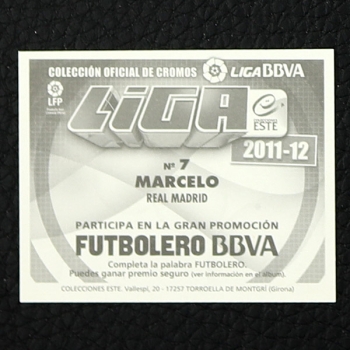 COLECCIÓN OFICIAL DE CROMOS LIGA BBVA
LFP
LIGA
ESTE
2011-12
Nº 7
MARCELO
REAL MADRID
PARTICIPA EN LA GRAN PROMOCIÓN
FUTBOLERO BBVA
Completa la palabra FUTBOLERO.
Puedes ganar premio seguro (ver información en el álbum).
COLECCIONES ESTE. Vallespí, 20 - 17257 TORROELLA DE MONTGRÍ (Girona)